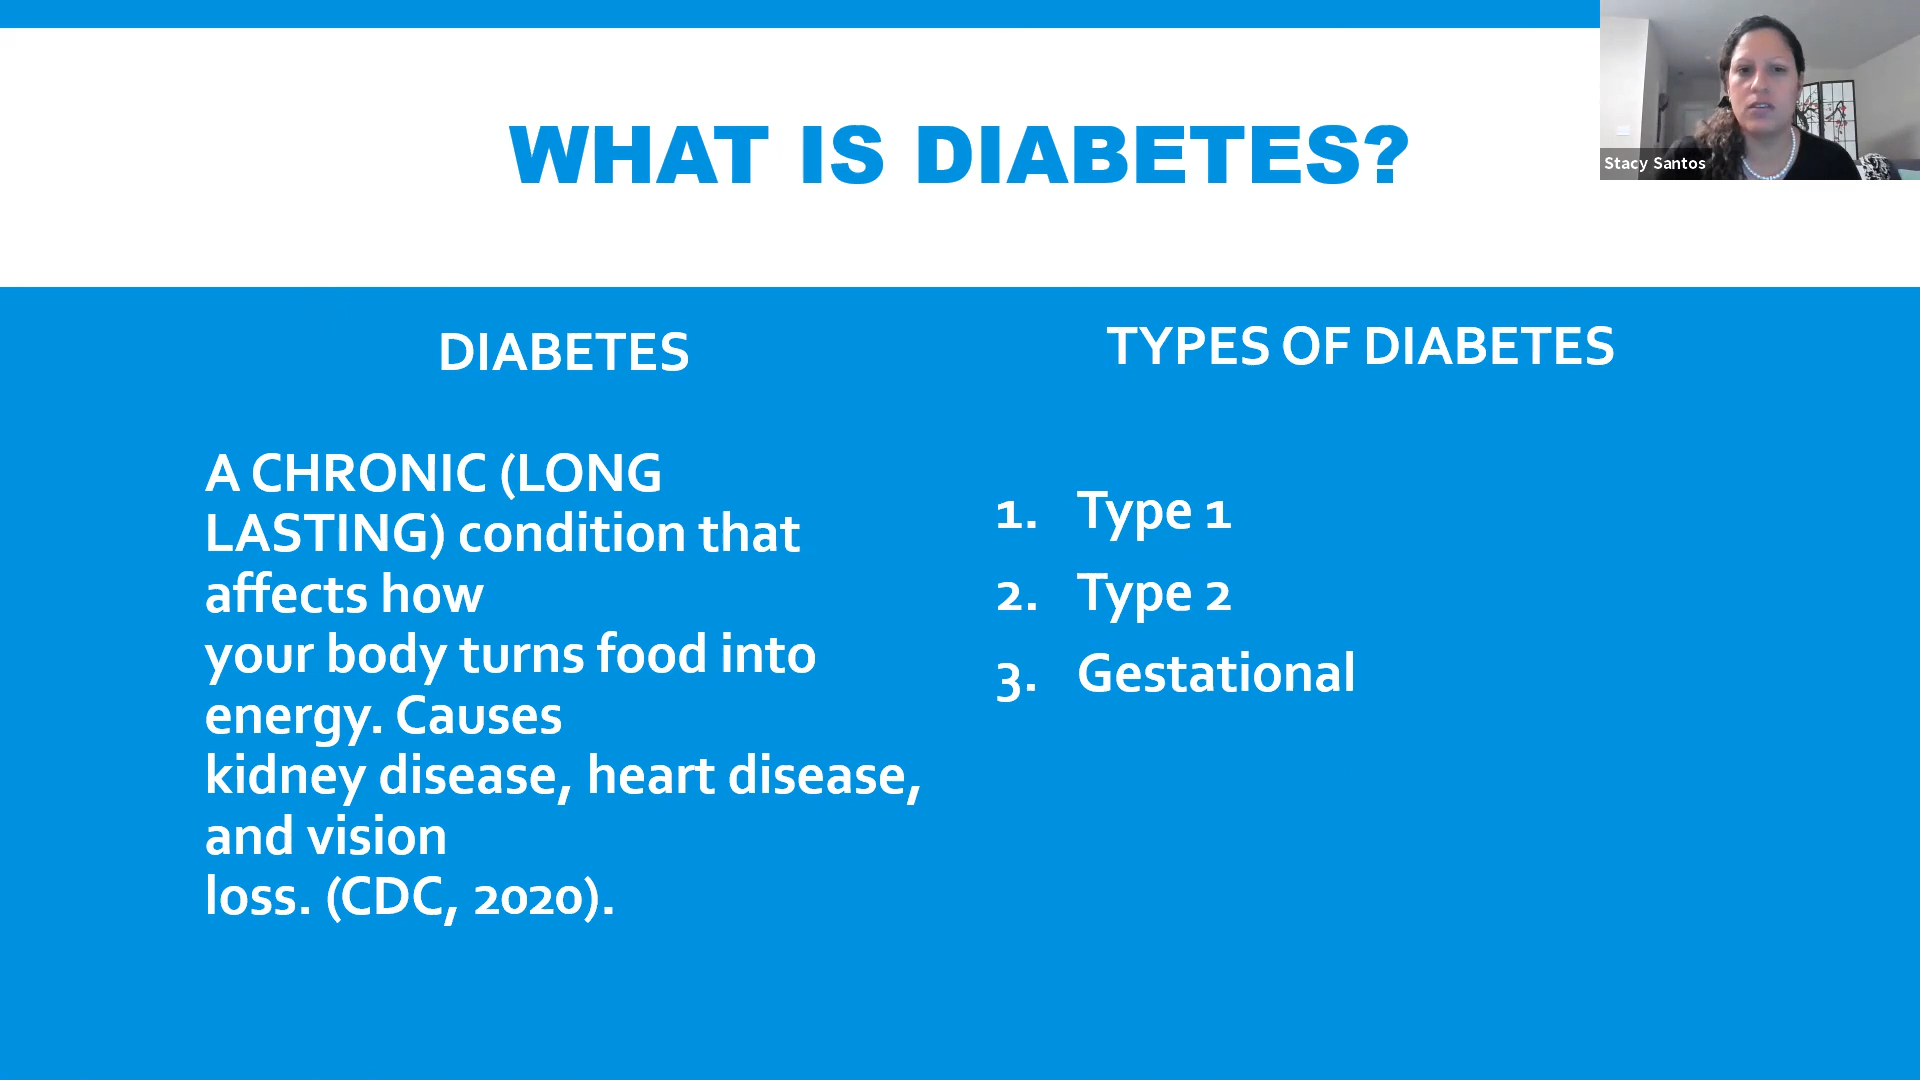 WHAT IS DIABETES?
Stacy Santos
DIABETES
A CHRONIC (LONG
LASTING) condition that
affects how
your body turns food into
energy. Causes
kidney disease, heart disease,
and vision
loss. (CDC, 2020).
TYPES OF DIABETES
1. Type 1
2. Type 2
3. Gestational